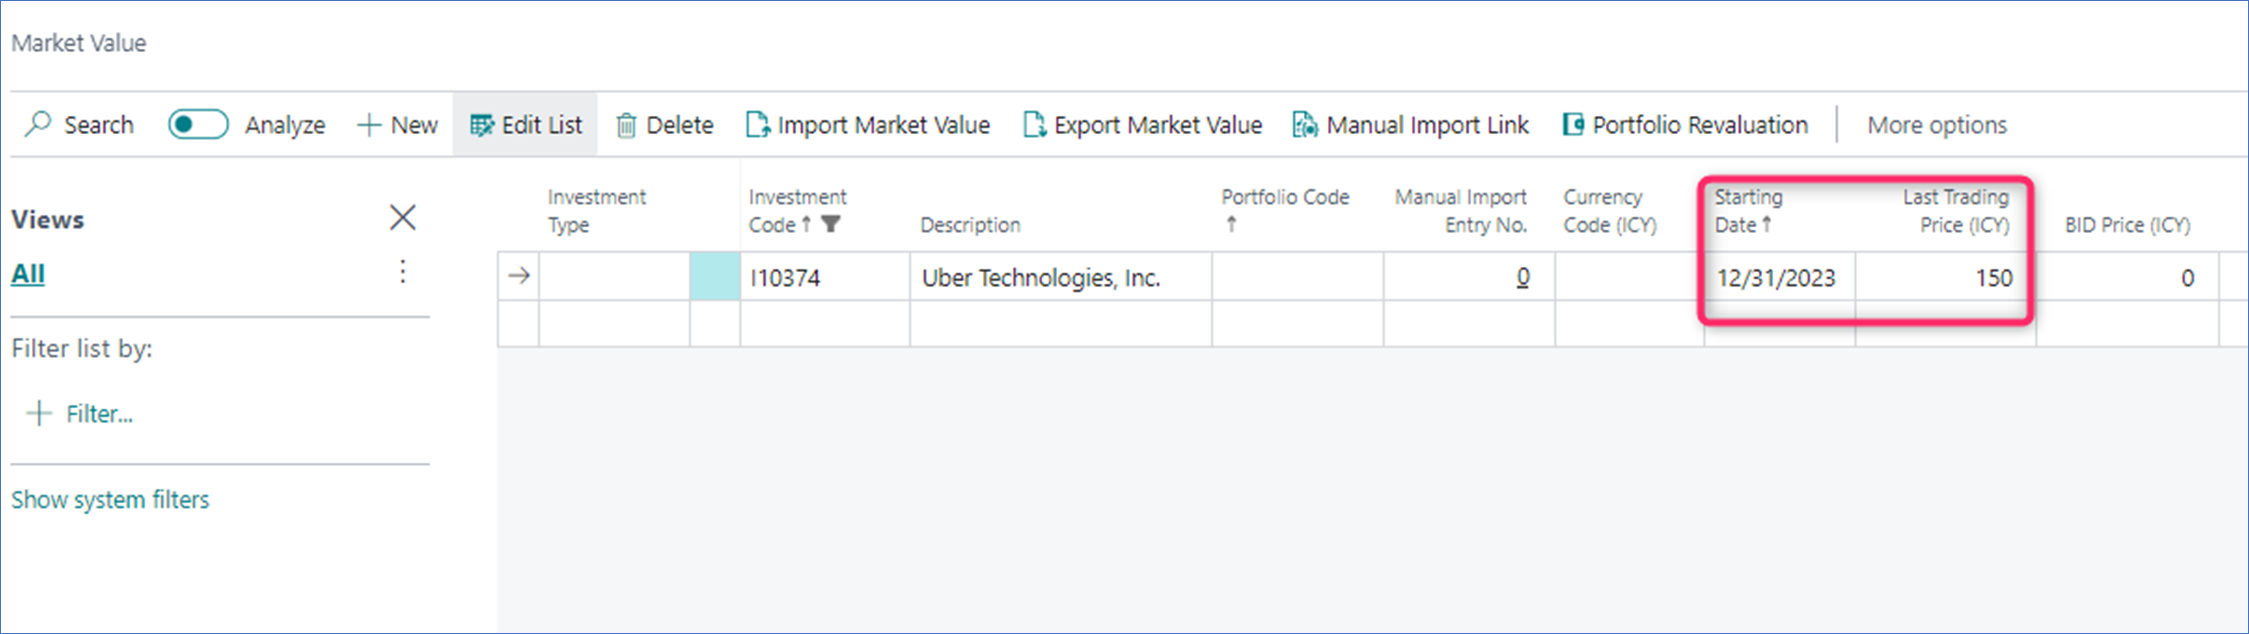 Market Value
Search Analyze New Edit List Delete Import Market Value Export Market Value Manual Import Link Portfolio Revaluation More options
Views
All
Filter list by:
Filter...
Show system filters
Investment Type
Investment Code ↑
Description
Portfolio Code ↑
Manual Import Entry No.
Currency Code (ICY)
Starting Date ↑
Last Trading Price (ICY)
BID Price (ICY)
→ I10374 Uber Technologies, Inc. 0 12/31/2023 150 0